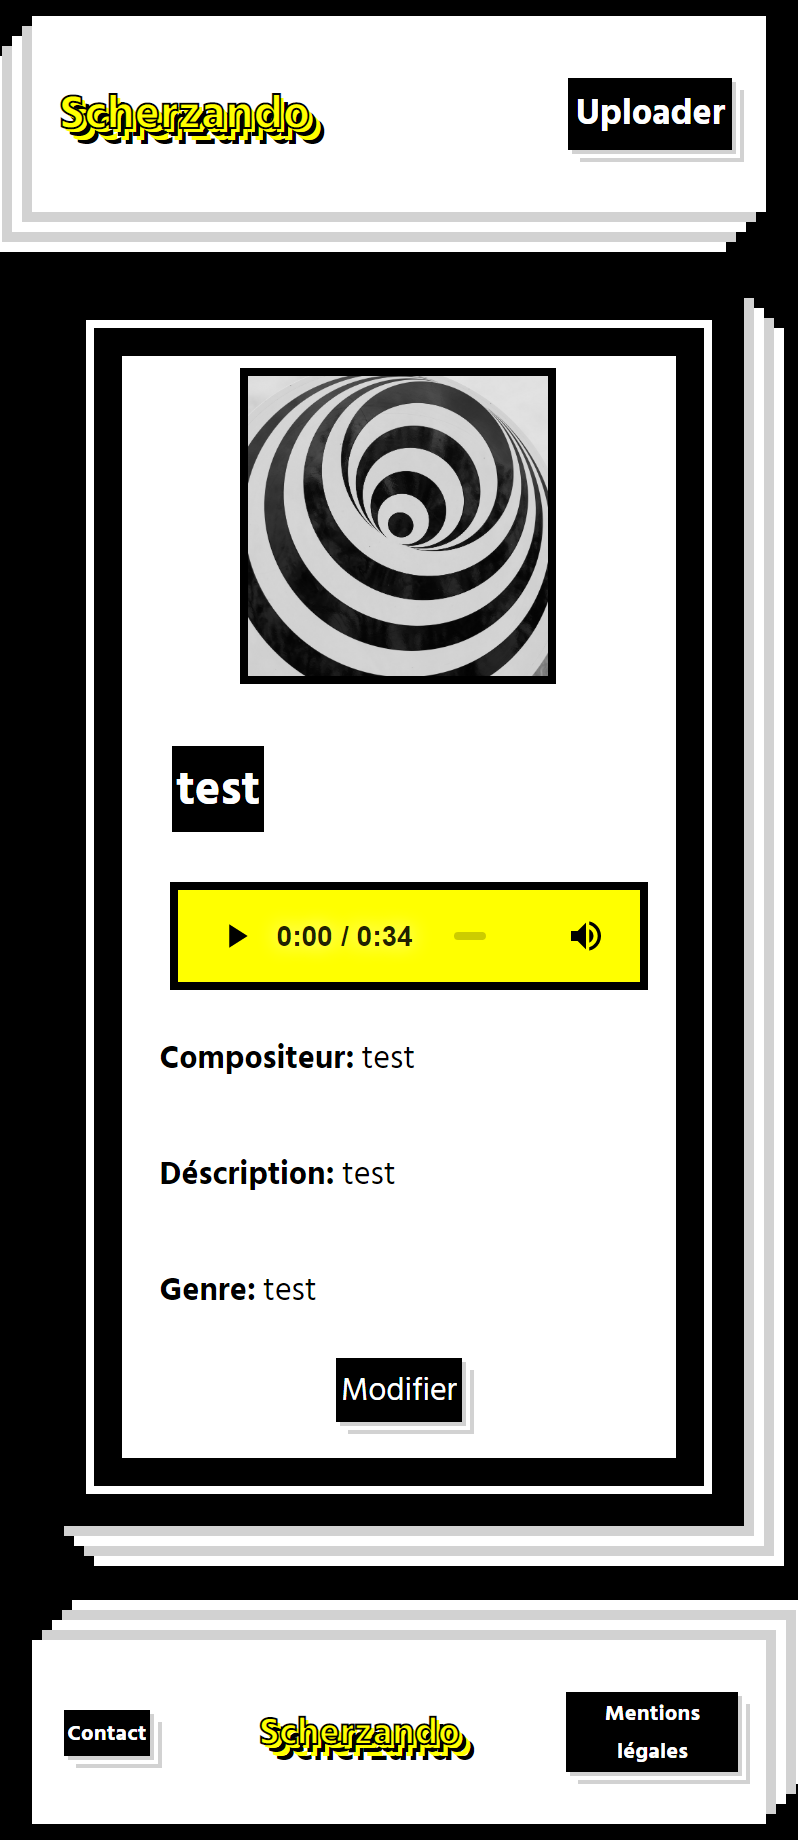 Scherzando
Uploader
test
0:00 / 0:34
Compositeur: test
Déscription: test
Genre: test
Modifier
Contact
Scherzando
Mentions
légales